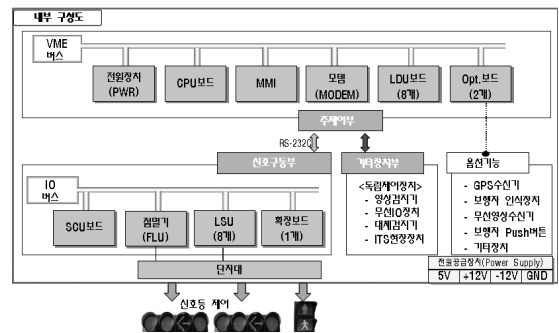 내부 구성도
VME
버스
전원장치
(PWR)
CPU보드
MMI
모뎀
(MODEM)
LDU보드
(8개)
Opt.보드
(2개)
주제어부
RS-232C
신호구동부
기타장치부
옵션기능
IO
버스
SCU보드
점멸기
(FLU)
LSU
(8개)
확장보드
(1개)
<독립제어장치>
- 영상검지기
- 무선IO장치
- 대체검지기
- ITS현장장치
- GPS수신기
- 보행자 인식장치
- 무선영상수신기
- 보행자 Push버튼
- 기타장치
단자대
전원공급장치(Power Supply)
5V +12V -12V GND
신호등 제어